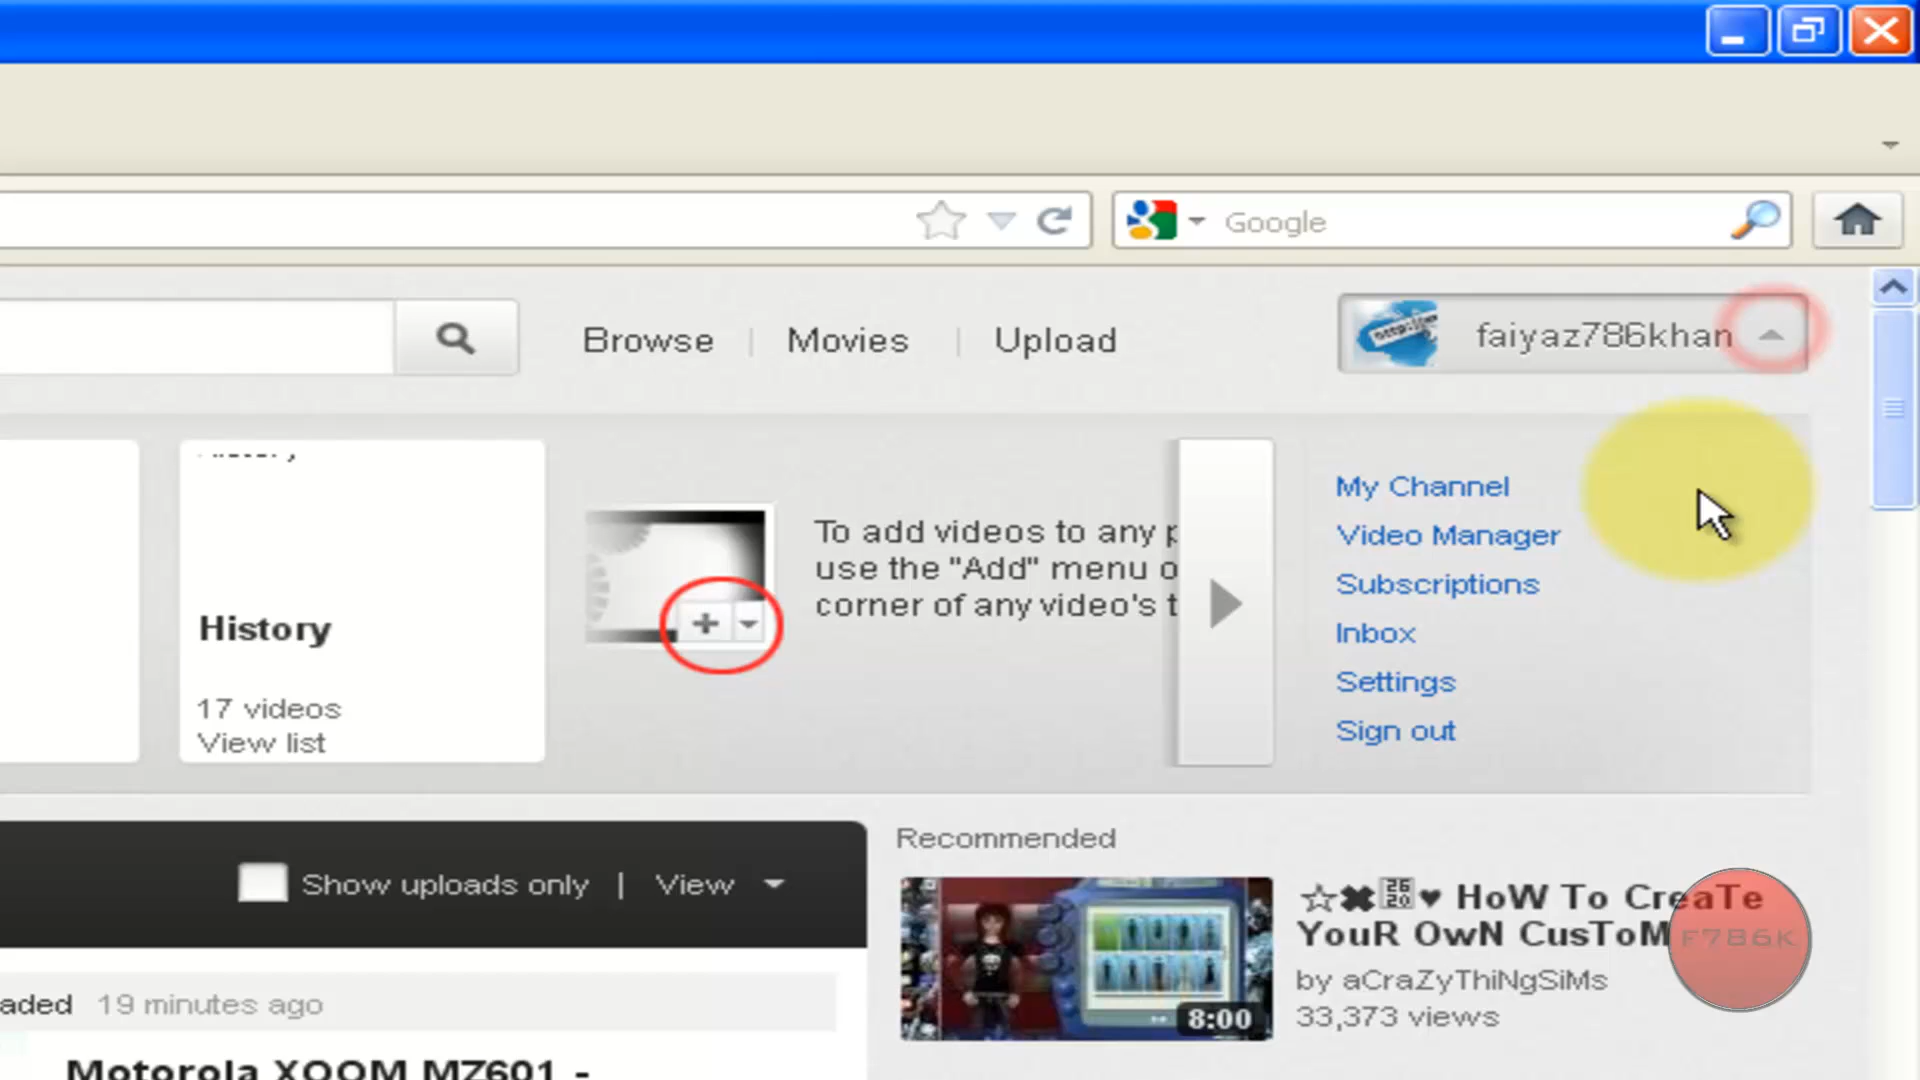 Google
Browse | Movies | Upload
faiyaz786khan
My Channel
Video Manager
Subscriptions
Inbox
Settings
Sign out
To add videos to any
use the "Add" menu
corner of any video's
History
17 videos
View list
Show uploads only | View
Recommended
HoW To CreaTe
YouR OwN CusToM
by aCraZyThiNgSiMs
33,373 views
8:00
F786K
aded 19 minutes ago
Motorola XOOM MZ601 -